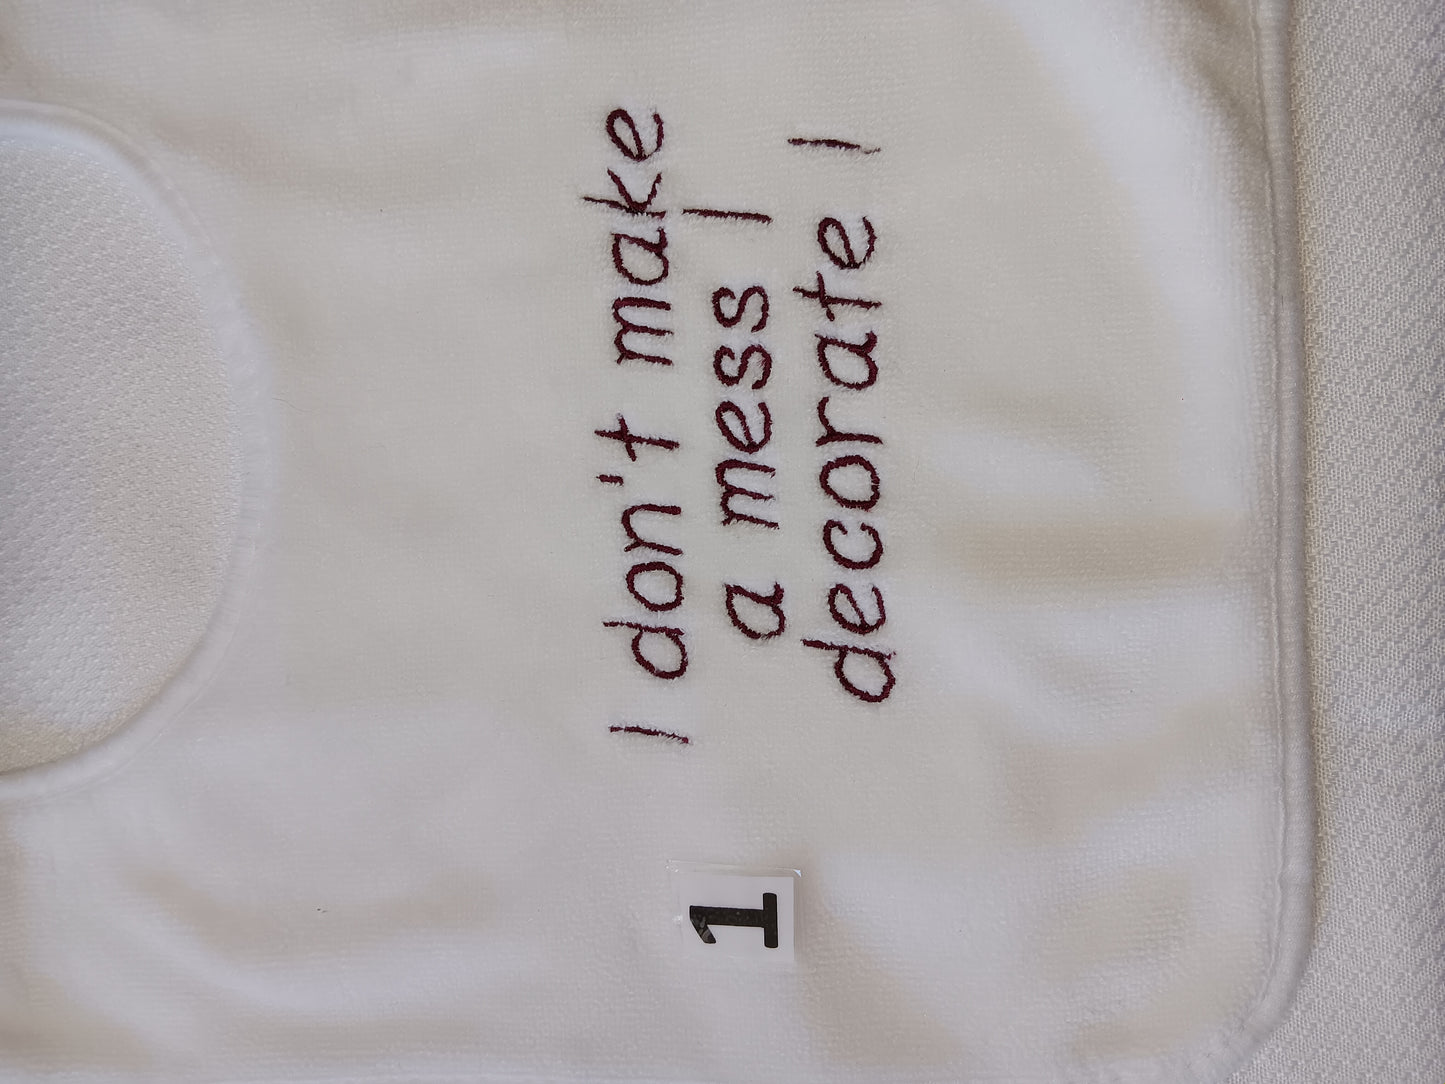 I don't make
a mess I
decorate I
1